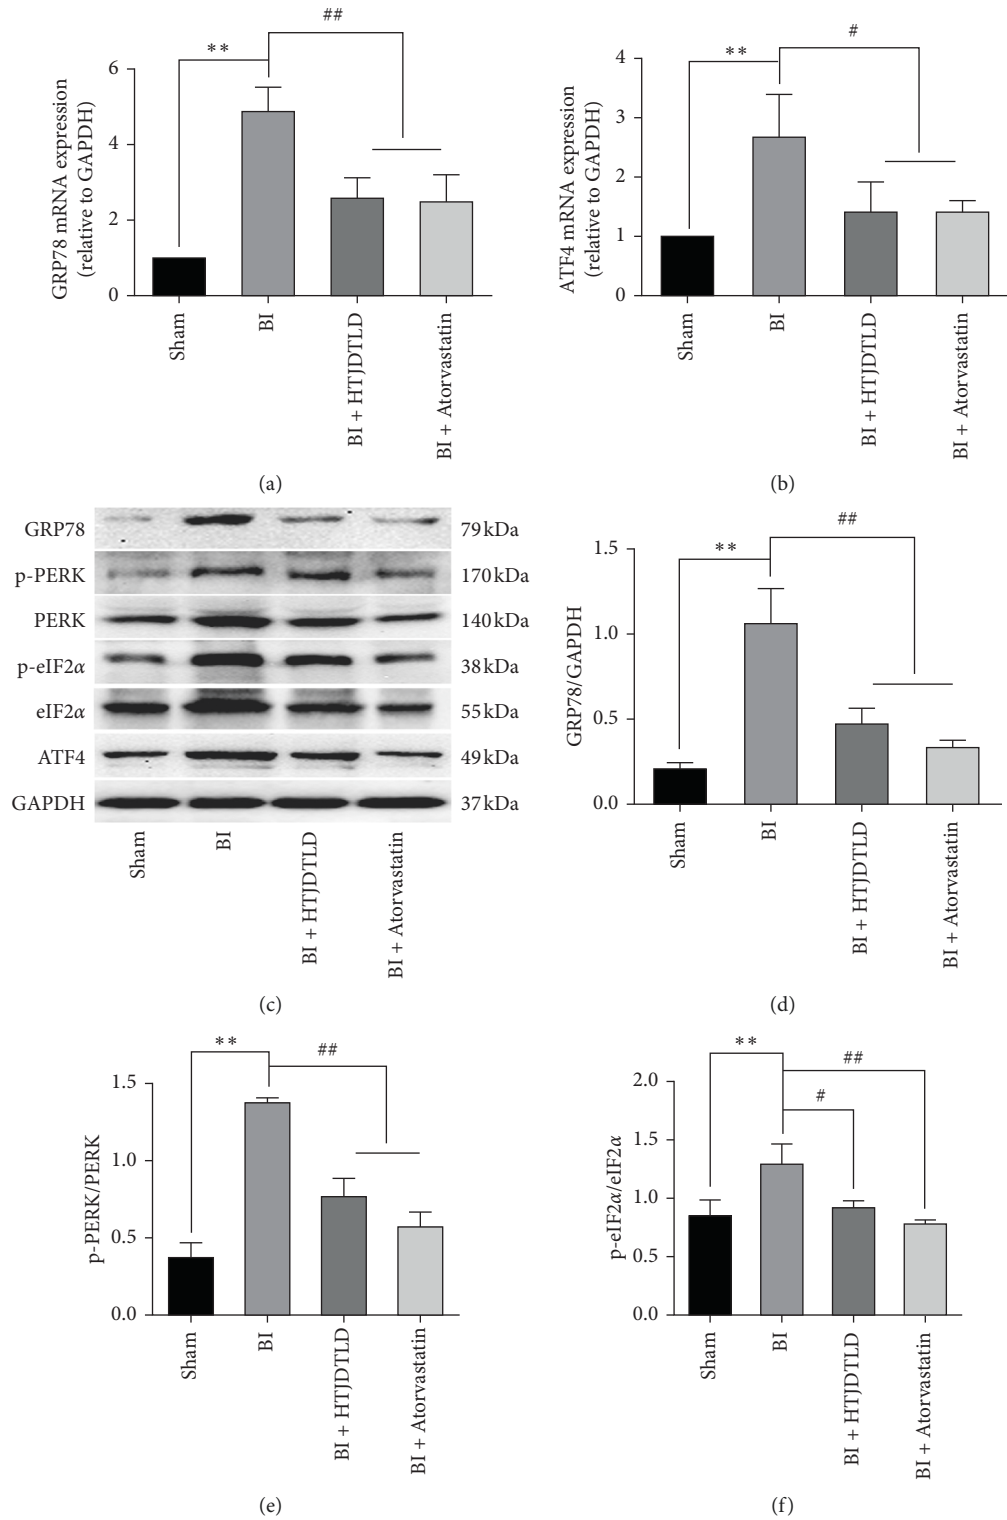 **
##
GRP78 mRNA expression
(relative to GAPDH)
6
4
2
0
Sham
BI
BI + HTJDTLD
BI + Atorvastatin
(a)
**
#
ATF4 mRNA expression
(relative to GAPDH)
4
3
2
1
0
Sham
BI
BI + HTJDTLD
BI + Atorvastatin
(b)
GRP78 79 kDa
p-PERK 170 kDa
PERK 140 kDa
p-eIF2α 38 kDa
eIF2α 55 kDa
ATF4 49 kDa
GAPDH 37 kDa
Sham
BI
BI + HTJDTLD
BI + Atorvastatin
(c)
**
##
GRP78/GAPDH
1.5
1.0
0.5
0.0
Sham
BI
BI + HTJDTLD
BI + Atorvastatin
(d)
**
##
p-PERK/PERK
1.5
1.0
0.5
0.0
Sham
BI
BI + HTJDTLD
BI + Atorvastatin
(e)
**
##
#
p-eIF2α/eIF2α
2.0
1.5
1.0
0.5
0.0
Sham
BI
BI + HTJDTLD
BI + Atorvastatin
(f)